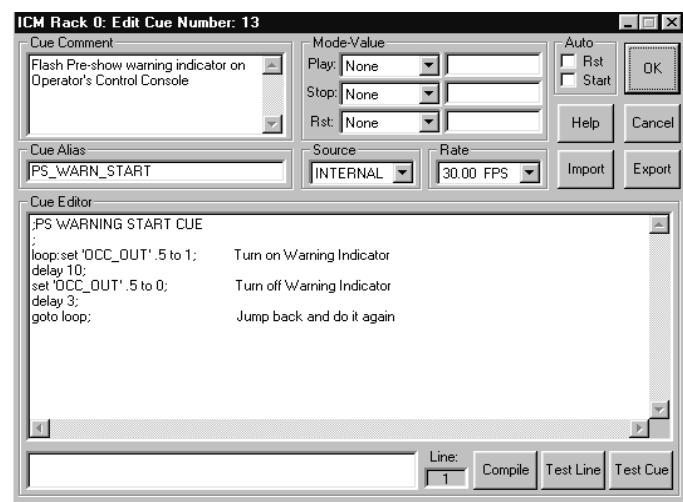 ICM Rack 0: Edit Cue Number: 13
Cue Comment
Flash Pre-show warning indicator on
Operator's Control Console
Mode-Value
Play: None
Stop: None
Rst: None
Auto
Rst
Start
OK
Help
Cancel
Cue Alias
PS_WARN_START
Source
INTERNAL
Rate
30.00 FPS
Import
Export
Cue Editor
;PS WARNING START CUE
;
loop:set 'OCC_OUT' .5 to 1; Turn on Warning Indicator
delay 10;
set 'OCC_OUT' .5 to 0; Turn off Warning Indicator
delay 3;
goto loop; Jump back and do it again
Line:
1
Compile
Test Line
Test Cue